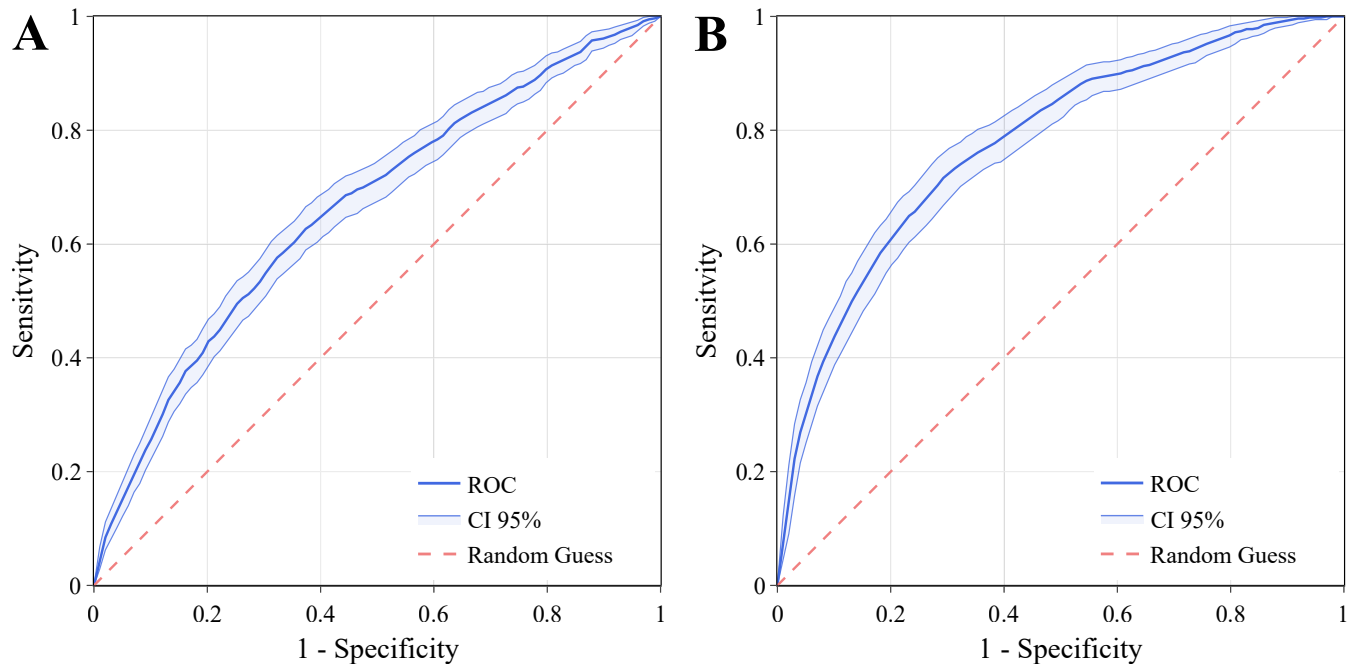 A
1
0.8
0.6
0.4
0.2
0
Sensitvity
ROC
CI 95%
Random Guess
0 0.2 0.4 0.6 0.8 1
1 - Specificity
B
1
0.8
0.6
0.4
0.2
0
Sensitvity
ROC
CI 95%
Random Guess
0 0.2 0.4 0.6 0.8 1
1 - Specificity